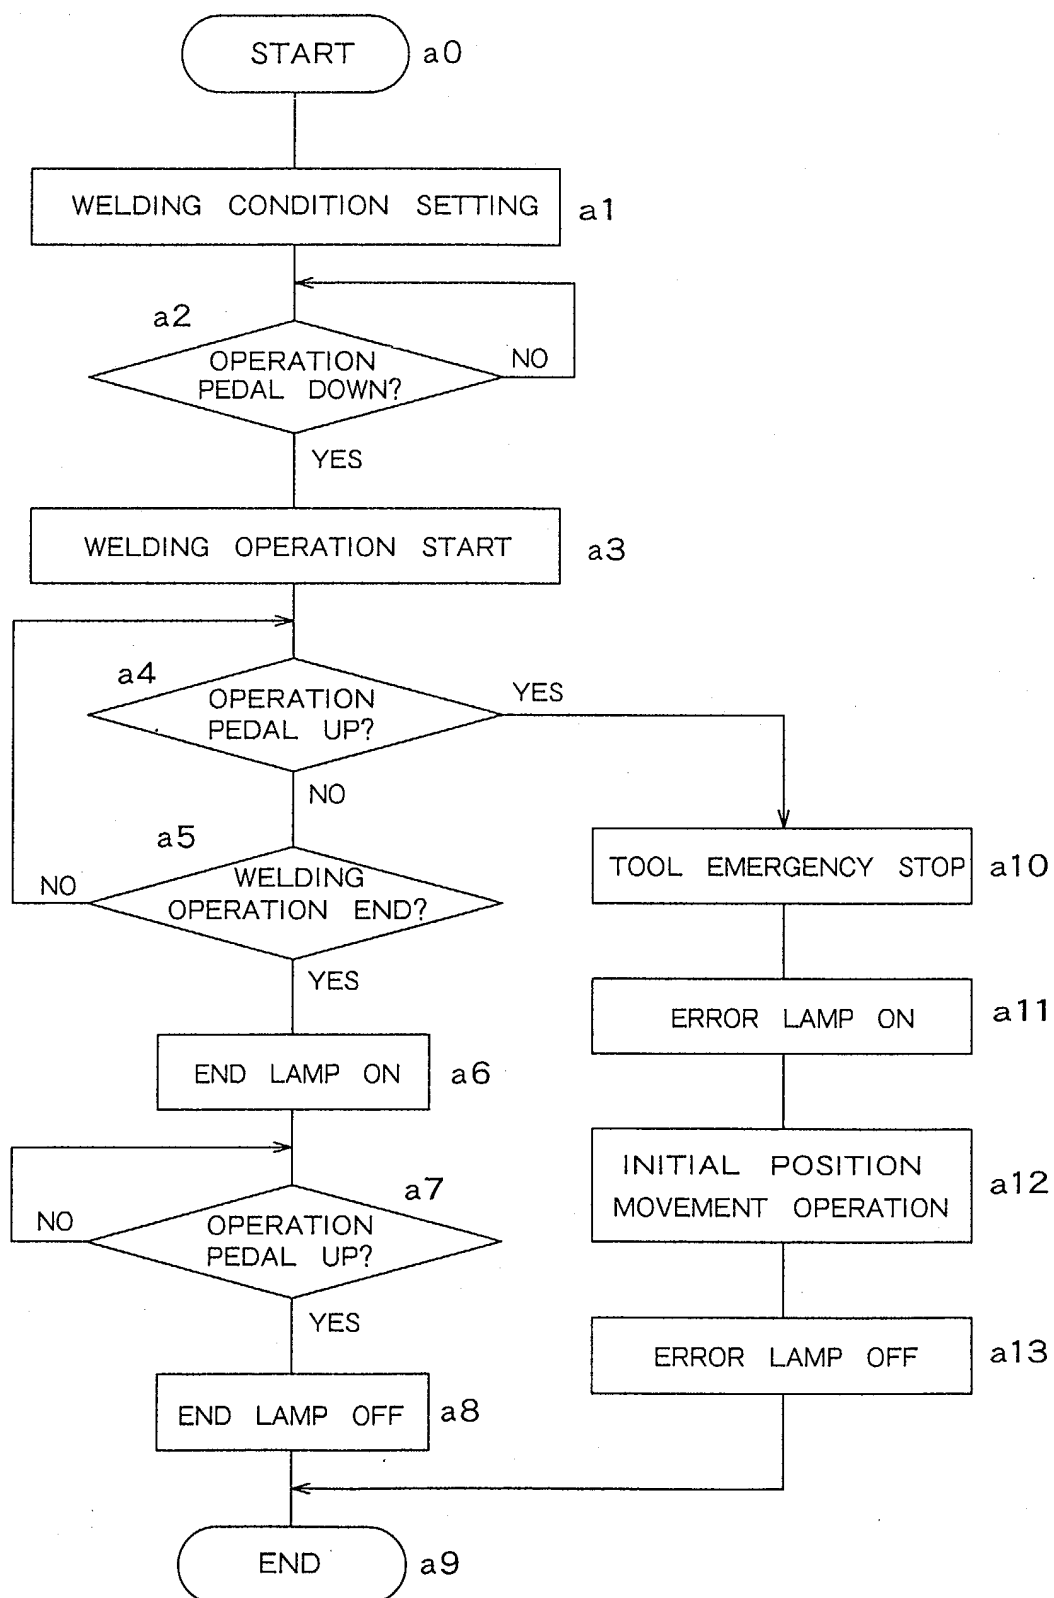 START a0
WELDING CONDITION SETTING a1
a2
OPERATION
PEDAL DOWN?
NO
YES
WELDING OPERATION START a3
a4
OPERATION
PEDAL UP?
YES
NO
a5
WELDING
OPERATION END?
NO
YES
END LAMP ON a6
a7
OPERATION
PEDAL UP?
NO
YES
END LAMP OFF a8
TOOL EMERGENCY STOP a10
ERROR LAMP ON a11
INITIAL POSITION
MOVEMENT OPERATION
a12
ERROR LAMP OFF a13
END a9